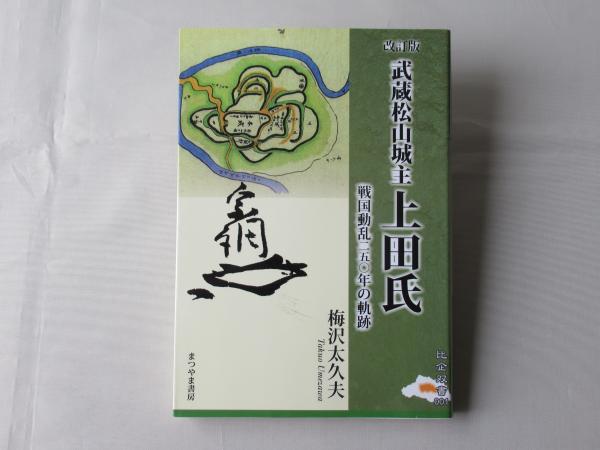 改訂版
武蔵松山城主
上田氏
戦国動乱二五〇年の軌跡
梅沢太久夫
Takuo Umezawa
まつやま書房
比企双書
001